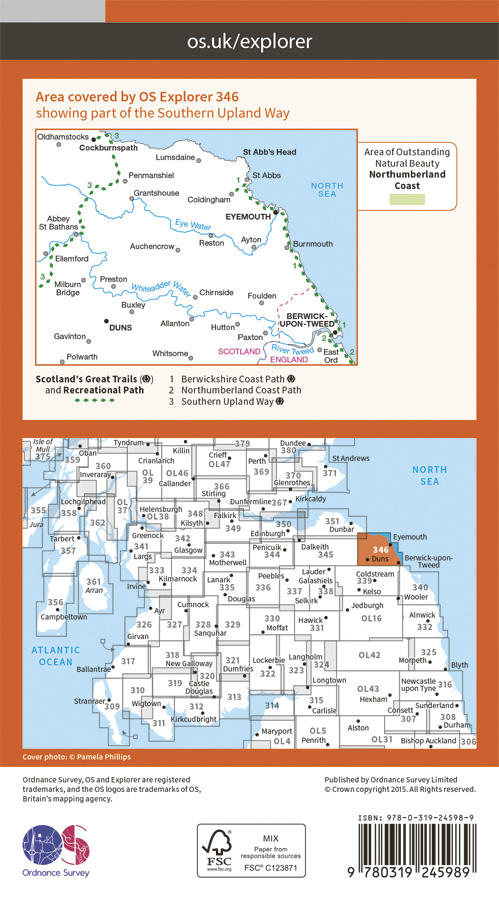 os.uk/explorer
Area covered by OS Explorer 346
showing part of the Southern Upland Way
Oldhamstocks
3
Cockburnspath
Lumsdaine
St Abb's Head
Penmanshiel
1
St Abbs
3
Grantshouse
Coldingham
NORTH
SEA
EYEMOUTH
Abbey
St Bathans
Eye Water
Reston
Ayton
Auchencrow
Burnmouth
Ellemford
1
3
Milburn
Bridge
Preston
Whiteadder Water
Chirnside
Foulden
Buxley
DUNS
Allanton
Hutton
BERWICK-
UPON-TWEED
1
Gavinton
Paxton
2
Polwarth
Whitsome
SCOTLAND
ENGLAND
River Tweed
East
Ord
2
Area of Outstanding
Natural Beauty
Northumberland
Coast
Scotland's Great Trails ( )
and Recreational Path
1 Berwickshire Coast Path
2 Northumberland Coast Path
3 Southern Upland Way
Isle of
Mull
375
359
Oban
Tyndrum
Killin
379
Dundee
380
St Andrews
NORTH
SEA
360
Inveraray
Crianlarich
OL
39
OL46
Callander
Crieff
OL47
Perth
369
370
Glenrothes
371
355
Jura
Lochgilphead
358
362
OL
37
Helensburgh
OL38
366
Stirling
348
Kilsyth
Falkirk
349
Dunfermline
367
Kirkcaldy
350
Edinburgh
351
Dunbar
Tarbert
357
Greenock
341
Largs
342
Glasgow
343
Motherwell
344
Penicuik
345
Dalkeith
346
Duns
Eyemouth
Berwick-upon-
Tweed
361
Arran
356
Campbeltown
333
Irvine
334
Kilmarnock
Lanark
335
Douglas
Peebles
336
Lauder
Galashiels
337
338
Selkirk
Coldstream
339
Kelso
340
Wooler
Ayr
326
Girvan
Cumnock
327
328
Sanquhar
329
330
Moffat
Hawick
331
Jedburgh
OL16
Alnwick
332
ATLANTIC
OCEAN
Ballantrae
317
318
New Galloway
319
320
Castle
Douglas
321
Dumfries
313
Lockerbie
322
Langholm
323
324
OL42
325
Morpeth
Blyth
Stranraer
309
310
Wigtown
311
312
Kirkcudbright
314
Longtown
315
Carlisle
OL43
Hexham
Newcastle
upon Tyne
316
Sunderland
Consett
307
308
Durham
Maryport
OL4
OL5
Penrith
Alston
OL31
Bishop Auckland
306
Cover photo: © Pamela Phillips
Ordnance Survey, OS and Explorer are registered
trademarks, and the OS logos are trademarks of OS,
Britain's mapping agency.
Published by Ordnance Survey Limited
© Crown copyright 2015. All Rights reserved.
OS
Ordnance Survey
FSC
www.fsc.org
MIX
Paper from
responsible sources
FSC® C123871
ISBN: 978-0-319-24598-9
9 780319 245989